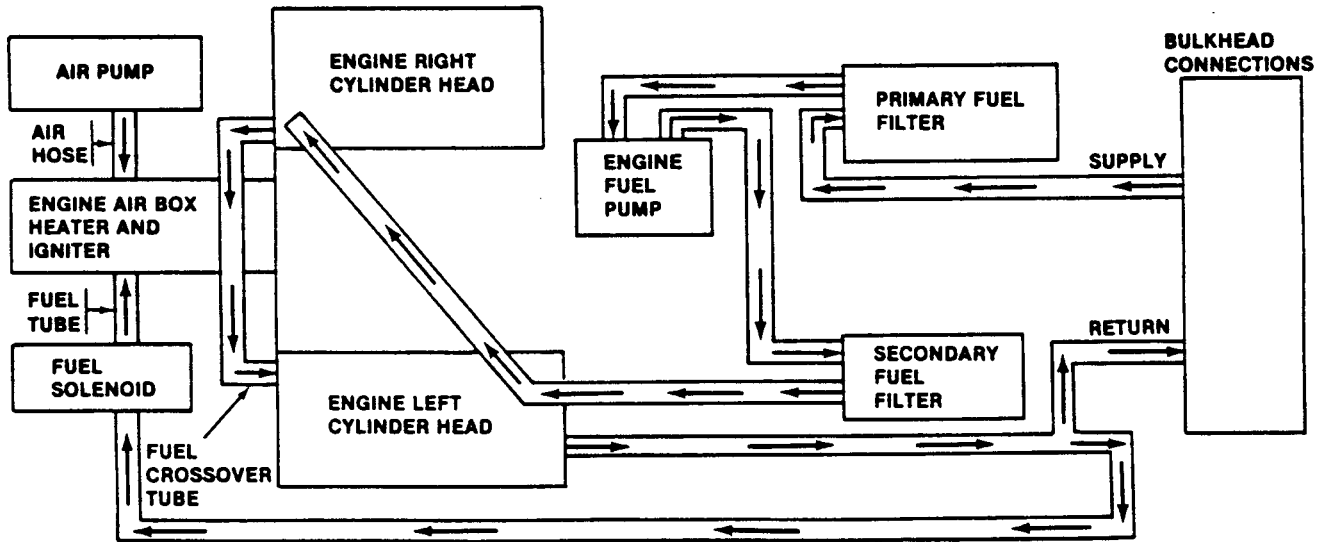 AIR PUMP
AIR
HOSE
ENGINE AIR BOX
HEATER AND
IGNITER
FUEL
TUBE
FUEL
SOLENOID
FUEL
CROSSOVER
TUBE
ENGINE RIGHT
CYLINDER HEAD
ENGINE LEFT
CYLINDER HEAD
ENGINE
FUEL
PUMP
PRIMARY FUEL
FILTER
SECONDARY
FUEL
FILTER
BULKHEAD
CONNECTIONS
SUPPLY
RETURN